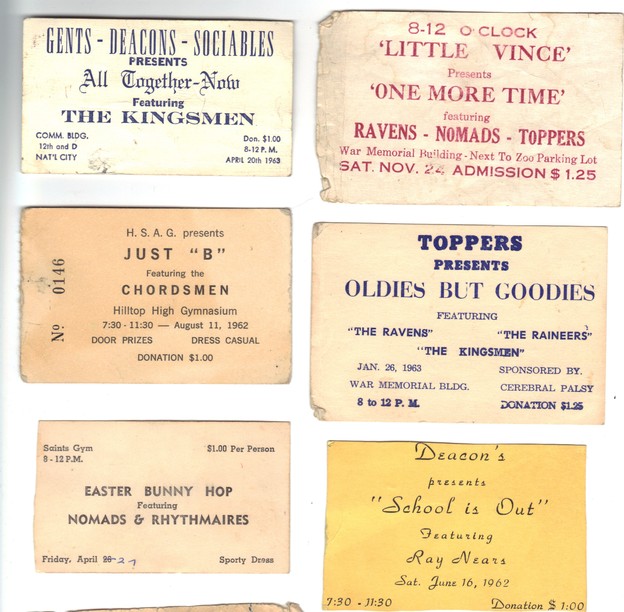 GENTS - DEACONS - SOCIABLES
PRESENTS
All Together-Now
Featuring
THE KINGSMEN
COMM. BLDG.
12th and D
NAT'L CITY
Don. $1.00
8-12 P. M.
APRIL 20th 1963
8-12 O'CLOCK
'LITTLE VINCE'
Presents
'ONE MORE TIME'
featuring
RAVENS - NOMADS - TOPPERS
War Memorial Building - Next To Zoo Parking Lot
SAT. NOV. 24 ADMISSION $ 1.25
H. S. A. G. presents
JUST "B"
Featuring the
CHORDSMEN
Hilltop High Gymnasium
7:30 - 11:30 — August 11, 1962
DOOR PRIZES DRESS CASUAL
DONATION $1.00
No 0146
TOPPERS
PRESENTS
OLDIES BUT GOODIES
FEATURING
"THE RAVENS" "THE RAINEERS"
"THE KINGSMEN"
JAN. 26, 1963
WAR MEMORIAL BLDG.
8 to 12 P. M.
SPONSORED BY.
CEREBRAL PALSY
DONATION $1.25
Saints Gym
8 - 12 P.M.
$1.00 Per Person
EASTER BUNNY HOP
Featuring
NOMADS & RHYTHMAIRES
Friday, April 20-27 Sporty Dress
Deacon's
presents
"School is Out"
Featuring
Ray Nears
Sat. June 16, 1962
7:30 - 11:30 Donation $ 1:00